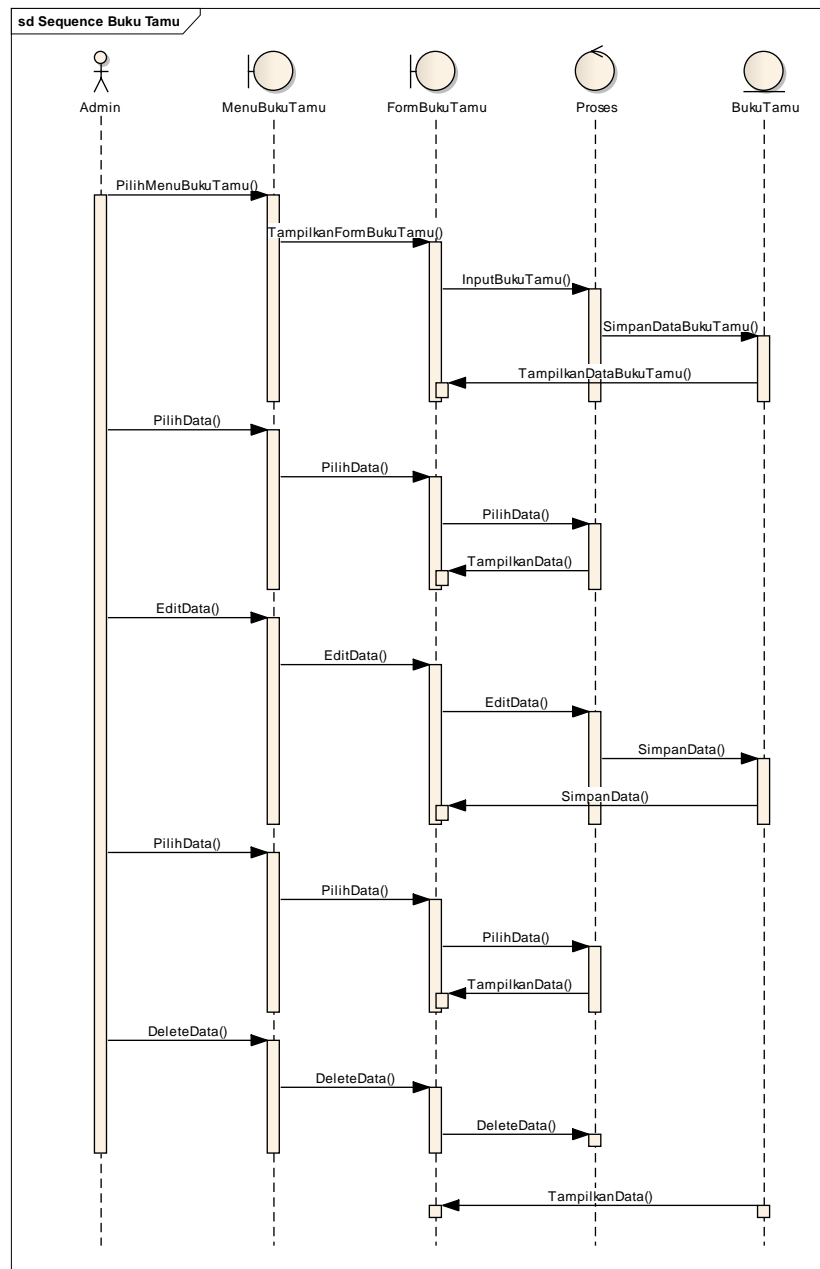 sd Sequence Buku Tamu
Admin
MenuBukuTamu
FormBukuTamu
Proses
BukuTamu
PilihMenuBukuTamu()
TampilkanFormBukuTamu()
InputBukuTamu()
SimpanDataBukuTamu()
TampilkanDataBukuTamu()
PilihData()
PilihData()
PilihData()
TampilkanData()
EditData()
EditData()
EditData()
SimpanData()
SimpanData()
PilihData()
PilihData()
PilihData()
TampilkanData()
DeleteData()
DeleteData()
DeleteData()
TampilkanData()